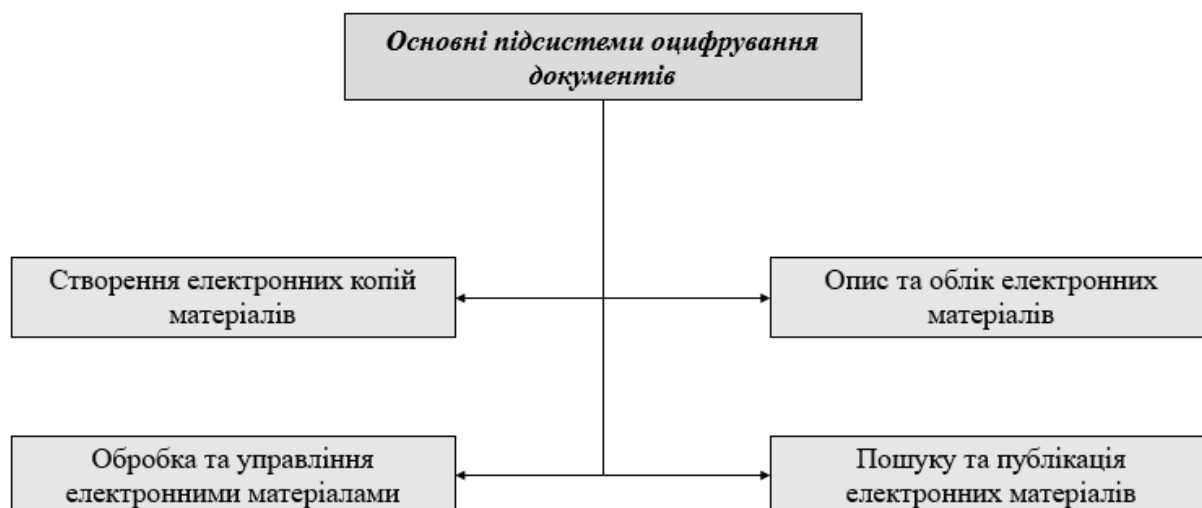 Основні підсистеми оцифрування
документів
Створення електронних копій
матеріалів
Опис та облік електронних
матеріалів
Обробка та управління
електронними матеріалами
Пошуку та публікація
електронних матеріалів